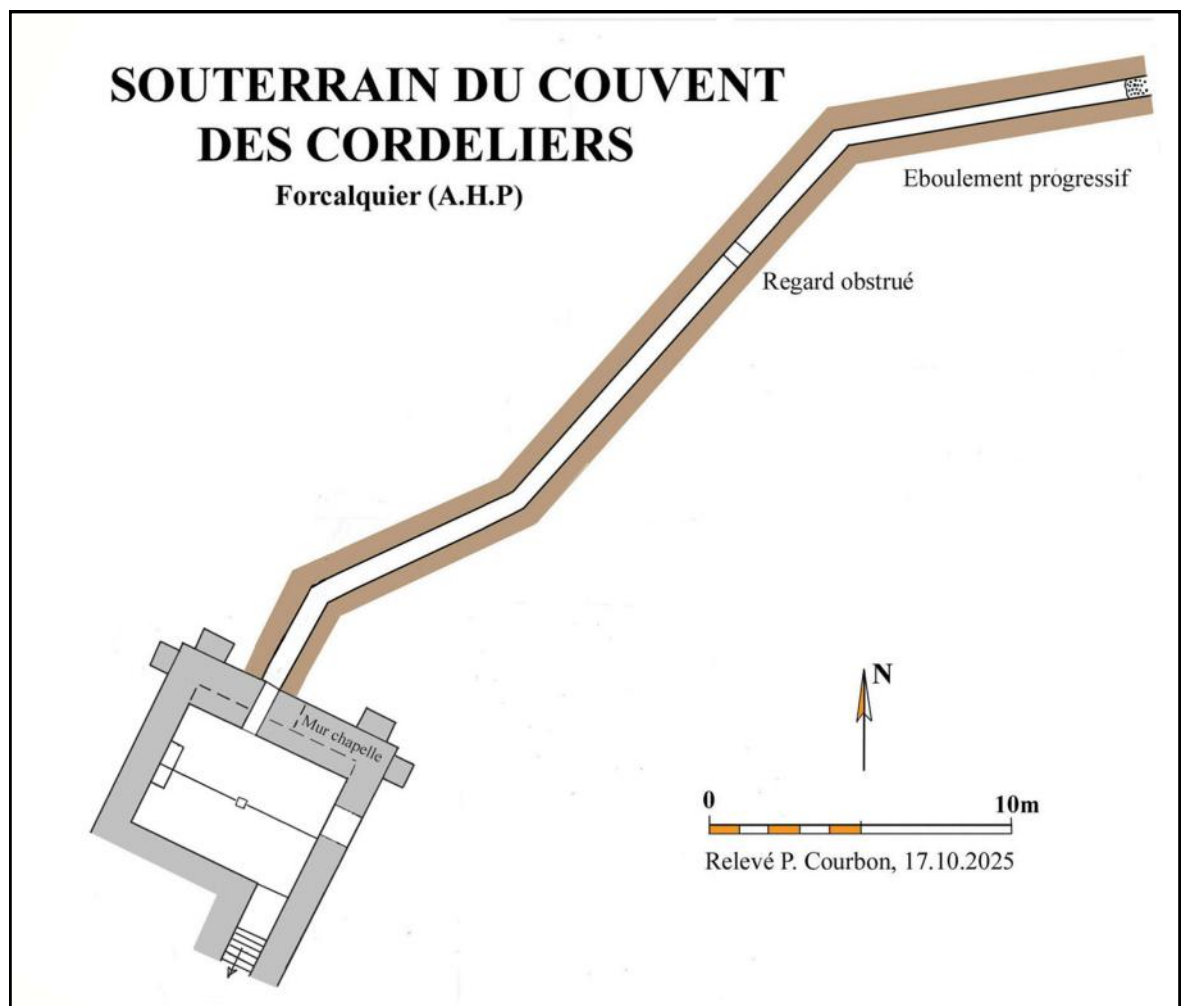 SOUTERRAIN DU COUVENT
DES CORDELIERS
Forcalquier (A.H.P)
Eboulement progressif
Regard obstrué
Mur chapelle
N
0 10m
Relevé P. Courbon, 17.10.2025